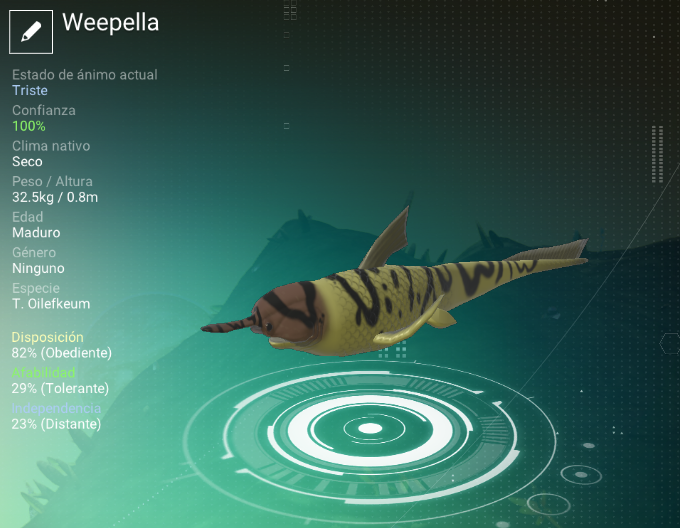 Weepella
Estado de ánimo actual
Triste
Confianza
100%
Clima nativo
Seco
Peso / Altura
32.5kg / 0.8m
Edad
Maduro
Género
Ninguno
Especie
T. Oilefkeum
Disposición
82% (Obediente)
Afabilidad
29% (Tolerante)
Independencia
23% (Distante)